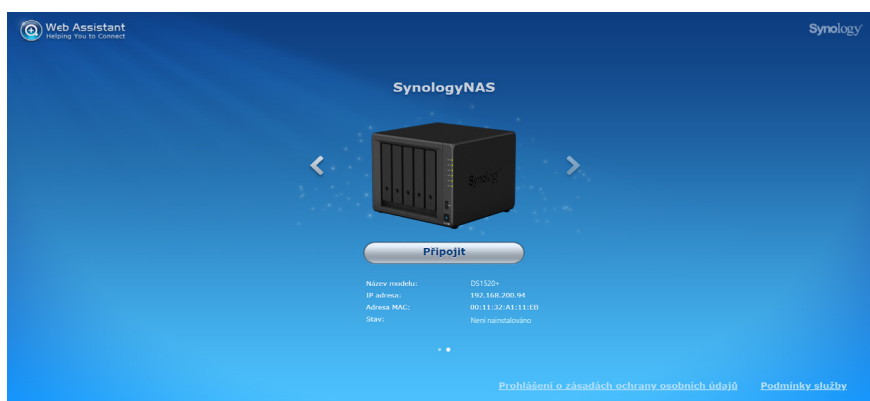 Web Assistant
Helping You to Connect
Synology
SynologyNAS
Synology
Připojit
Název modelu: DS1520+
IP adresa: 192.168.200.94
Adresa MAC: 00:11:32:A1:11:EB
Stav: Není nainstalováno
Prohlášení o zásadách ochrany osobních údajů Podmínky služby